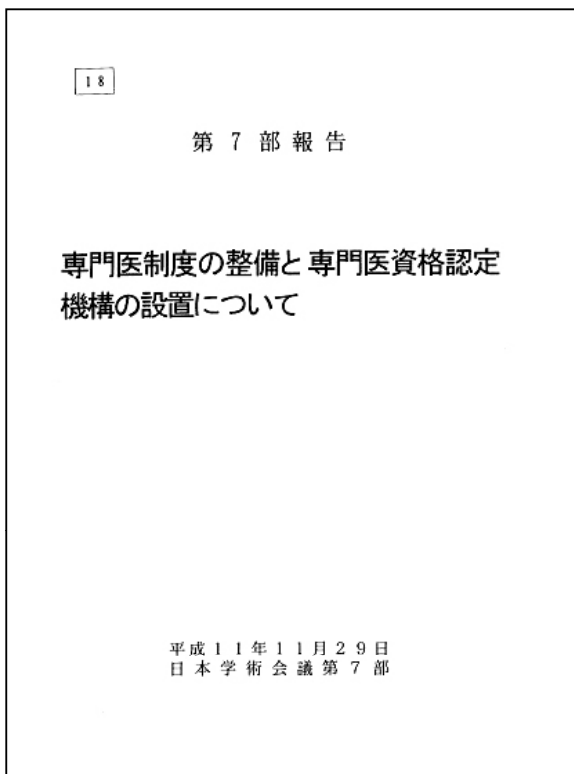 18
第7部報告
専門医制度の整備と専門医資格認定
機構の設置について
平成11年11月29日
日本学術会議第7部